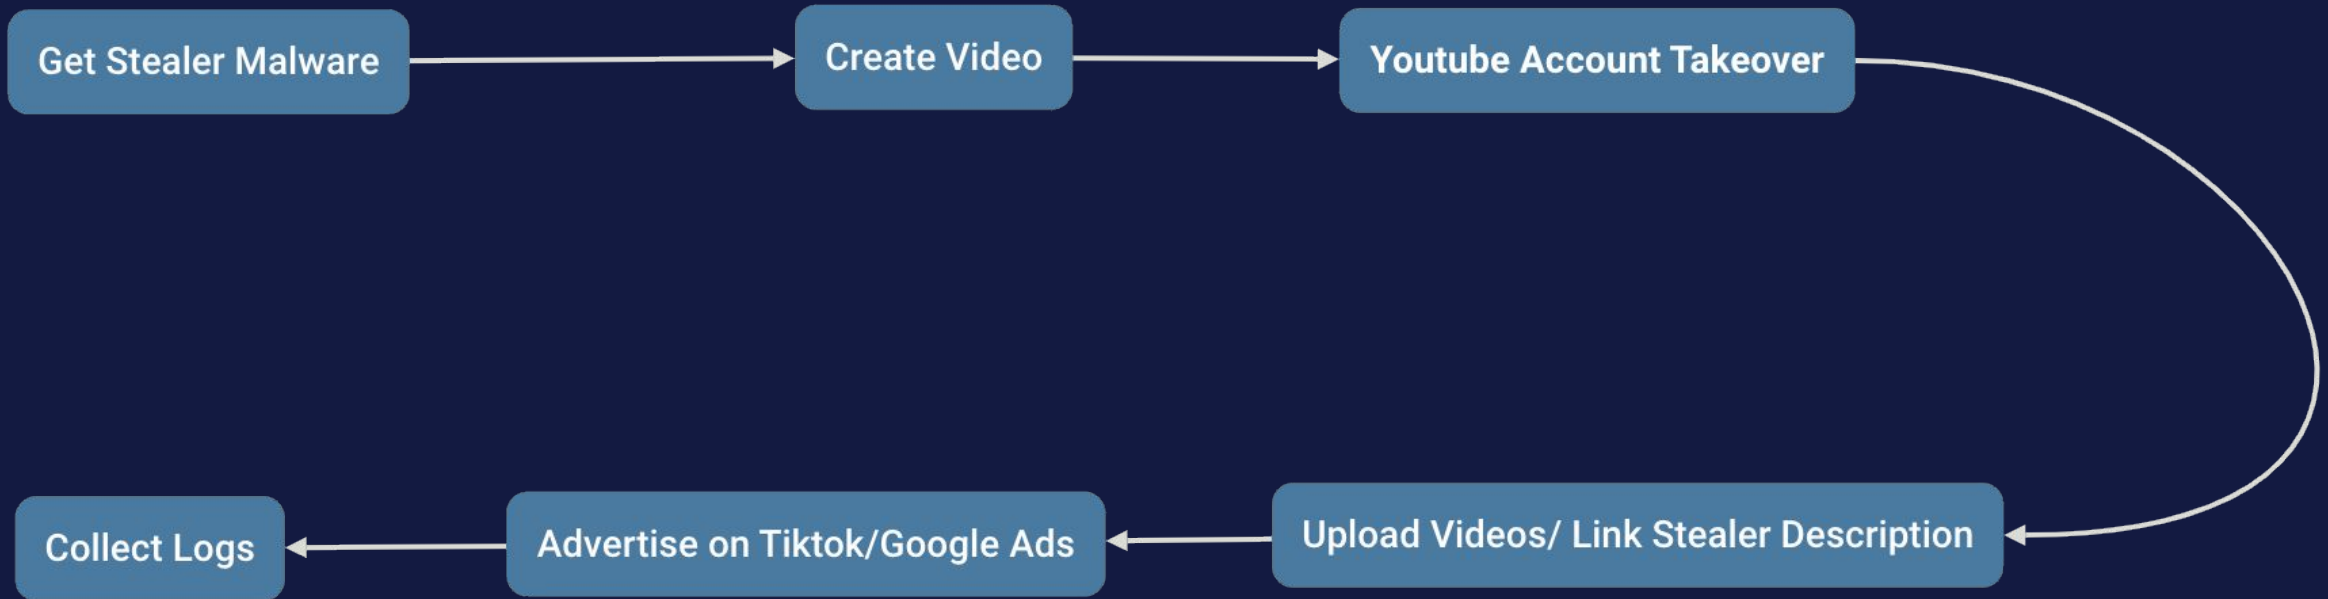 Get Stealer Malware
Create Video
Youtube Account Takeover
Upload Videos/ Link Stealer Description
Advertise on Tiktok/Google Ads
Collect Logs